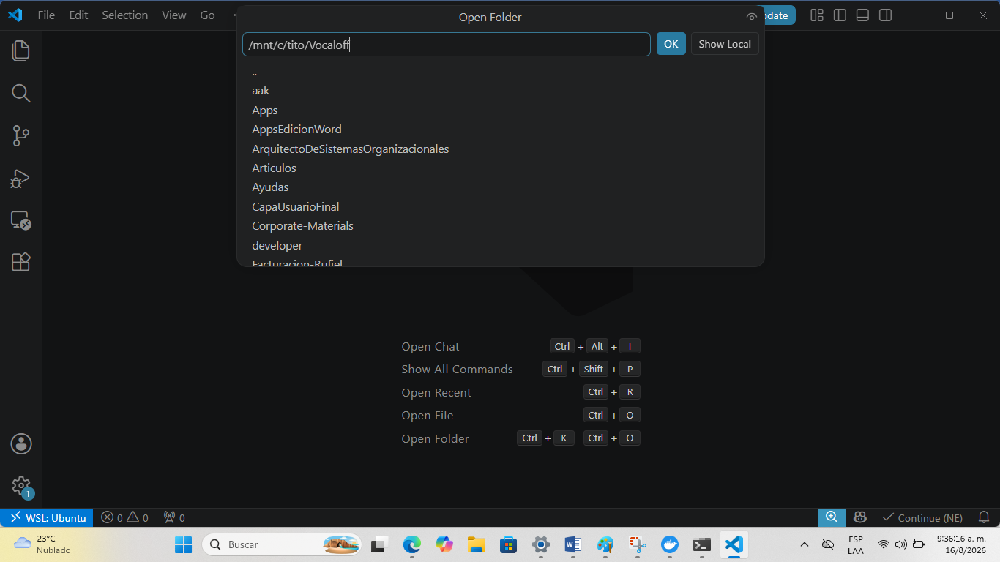 File Edit Selection View Go
Open Folder
date
/mnt/c/tito/Vocaloff
OK
Show Local
..
aak
Apps
AppsEdicionWord
ArquitectoDeSistemasOrganizacionales
Articulos
Ayudas
CapaUsuarioFinal
Corporate-Materials
developer
Facturacion-Rufiel
Open Chat Ctrl + Alt + I
Show All Commands Ctrl + Shift + P
Open Recent Ctrl + R
Open File Ctrl + O
Open Folder Ctrl + K Ctrl + O
1
WSL: Ubuntu 0 0 0
Continue (NE)
23°C
Nublado
Buscar
ESP
LAA
9:36:16 a. m.
16/8/2026